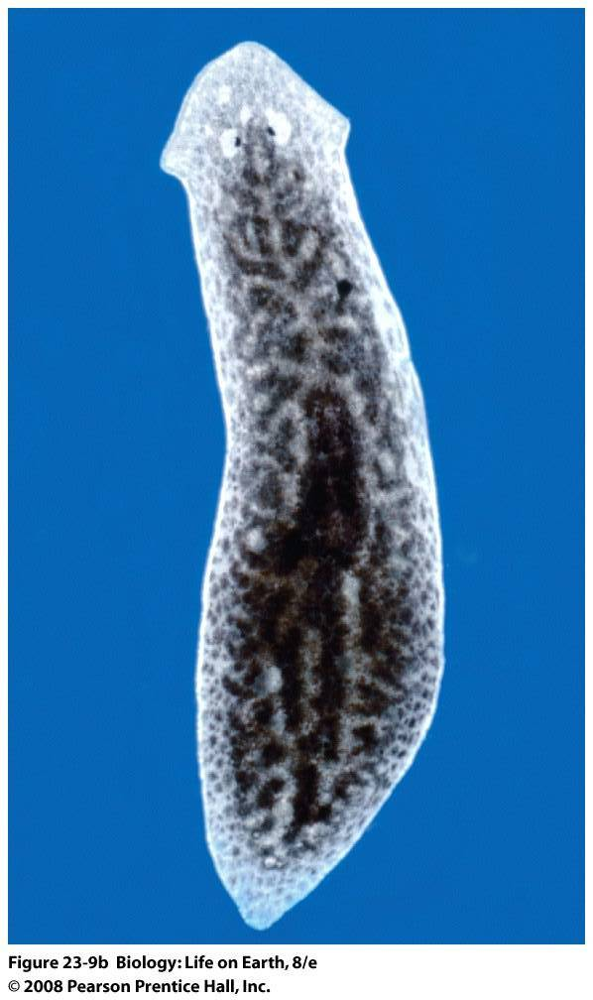 Figure 23-9b Biology: Life on Earth, 8/e
© 2008 Pearson Prentice Hall, Inc.